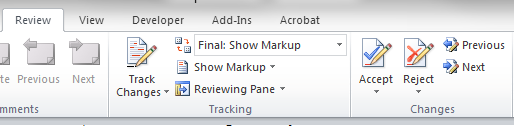 Review View Developer Add-Ins Acrobat
Final: Show Markup
Previous
Previous Next Track Changes Show Markup Accept Reject Next
Reviewing Pane
Tracking Changes